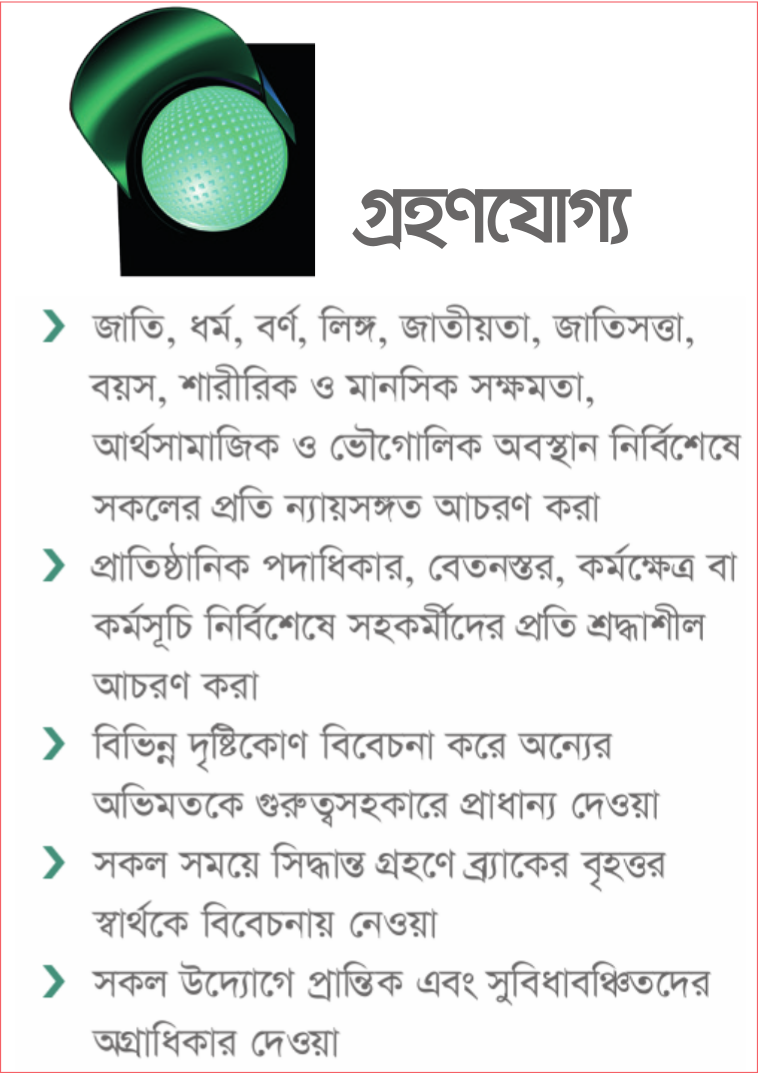 গ্রহণযোগ্য
❯ জাতি, ধর্ম, বর্ণ, লিঙ্গ, জাতীয়তা, জাতিসত্তা,
বয়স, শারীরিক ও মানসিক সক্ষমতা,
আর্থসামাজিক ও ভৌগোলিক অবস্থান নির্বিশেষে
সকলের প্রতি ন্যায়সঙ্গত আচরণ করা
❯ প্রাতিষ্ঠানিক পদাধিকার, বেতনস্তর, কর্মক্ষেত্র বা
কর্মসূচি নির্বিশেষে সহকর্মীদের প্রতি শ্রদ্ধাশীল
আচরণ করা
❯ বিভিন্ন দৃষ্টিকোণ বিবেচনা করে অন্যের
অভিমতকে গুরুত্বসহকারে প্রাধান্য দেওয়া
❯ সকল সময়ে সিদ্ধান্ত গ্রহণে ব্র্যাকের বৃহত্তর
স্বার্থকে বিবেচনায় নেওয়া
❯ সকল উদ্যোগে প্রান্তিক এবং সুবিধাবঞ্চিতদের
অগ্রাধিকার দেওয়া